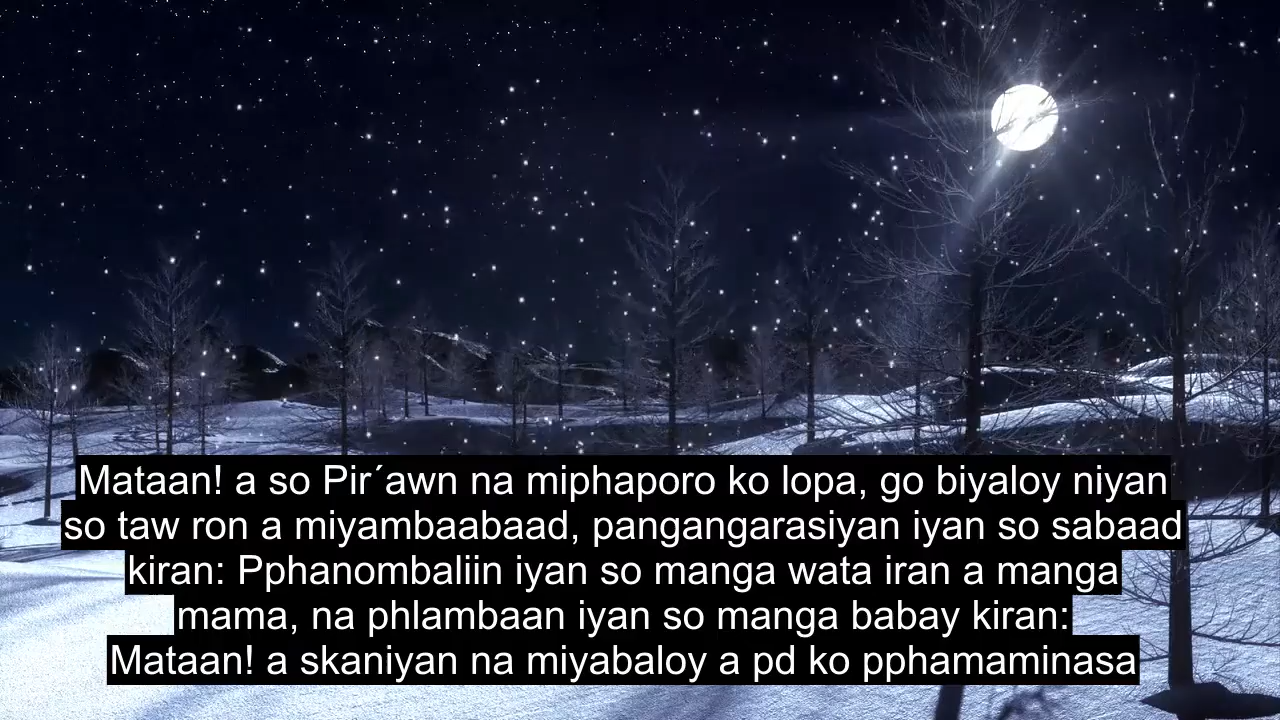 Mataan! a so Pir´awn na miphaporo ko lopa, go biyaloy niyan
so taw ron a miyambaabaad, pangangarasiyan iyan so sabaad
kiran: Pphanombaliin iyan so manga wata iran a manga
mama, na phlambaan iyan so manga babay kiran:
Mataan! a skaniyan na miyabaloy a pd ko pphamaminasa